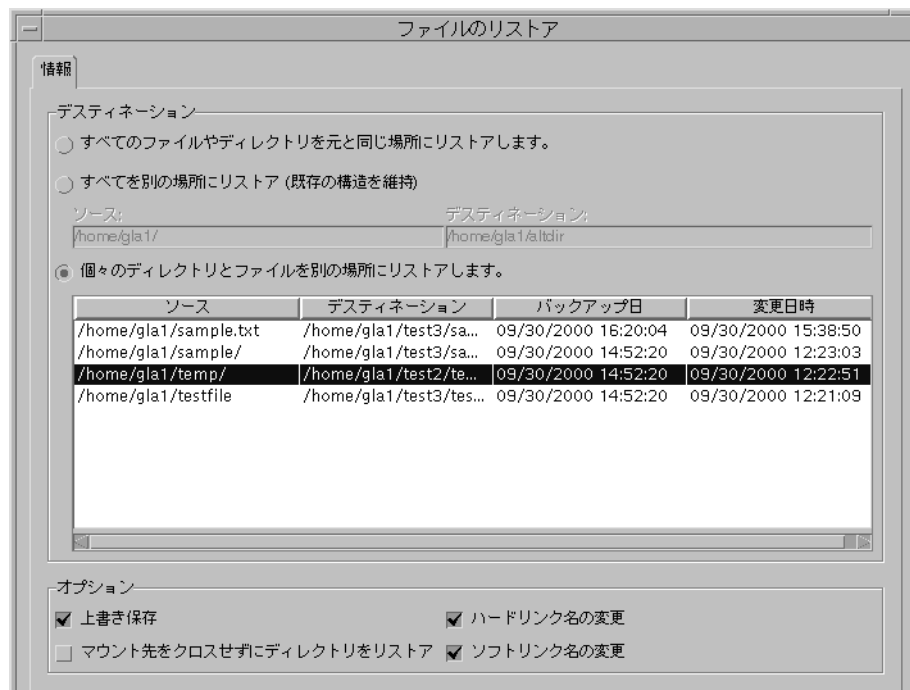 ファイルのリストア
情報
デスティネーション
すべてのファイルやディレクトリを元と同じ場所にリストアします。
すべてを別の場所にリストア (既存の構造を維持)
ソース: デスティネーション:
/home/gla1/ /home/gla1/altdir
個々のディレクトリとファイルを別の場所にリストアします。
ソース デスティネーション バックアップ日 変更日時
/home/gla1/sample.txt /home/gla1/test3/sa... 09/30/2000 16:20:04 09/30/2000 15:38:50
/home/gla1/sample/ /home/gla1/test3/sa... 09/30/2000 14:52:20 09/30/2000 12:23:03
/home/gla1/temp/ /home/gla1/test2/te... 09/30/2000 14:52:20 09/30/2000 12:22:51
/home/gla1/testfile /home/gla1/test3/tes... 09/30/2000 14:52:20 09/30/2000 12:21:09
オプション
上書き保存 ハードリンク名の変更
マウント先をクロスせずにディレクトリをリストア ソフトリンク名の変更